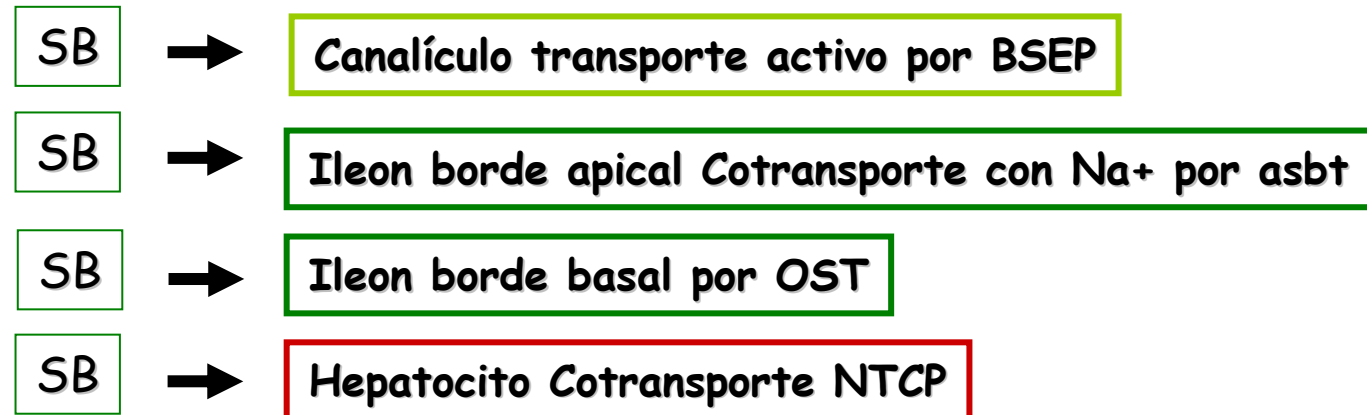 SB → Canalículo transporte activo por BSEP
SB → Ileon borde apical Cotransporte con Na+ por asbt
SB → Ileon borde basal por OST
SB → Hepatocito Cotransporte NTCP